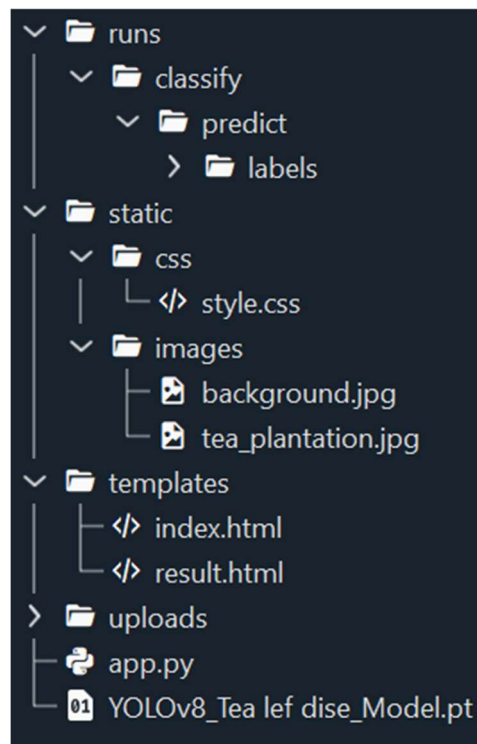 runs
classify
predict
labels
static
css
style.css
images
background.jpg
tea_plantation.jpg
templates
index.html
result.html
uploads
app.py
01 YOLOv8_Tea lef dise_Model.pt